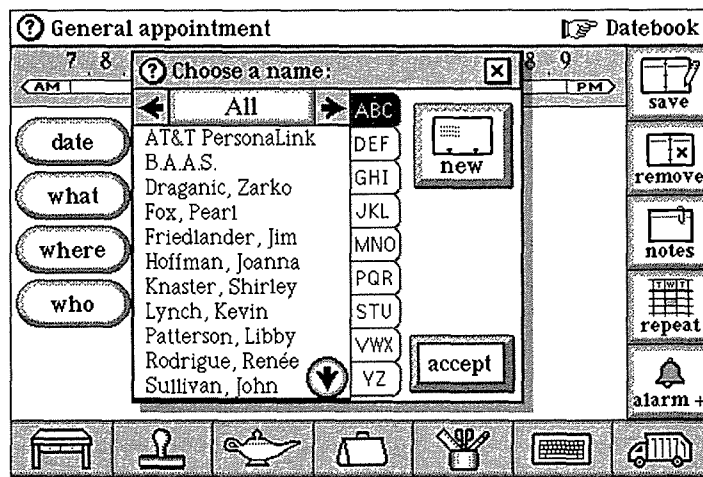 ? General appointment
Datebook
7 8
8 9
AM
PM
? Choose a name:
All
AT&T PersonaLink
B.A.A.S.
Draganic, Zarko
Fox, Pearl
Friedlander, Jim
Hoffman, Joanna
Knaster, Shirley
Lynch, Kevin
Patterson, Libby
Rodrigue, Renée
Sullivan, John
ABC
DEF
GHI
JKL
MNO
PQR
STU
VWX
YZ
new
accept
date
what
where
who
save
remove
notes
T W T
repeat
alarm +